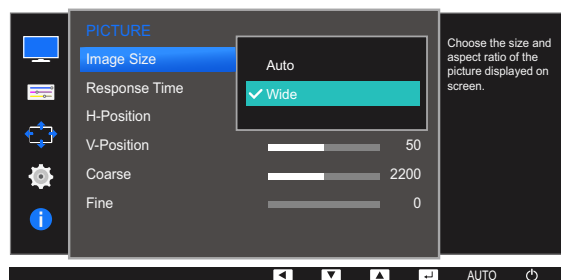 PICTURE
Image Size
Auto
Wide
Response Time
H-Position
V-Position 50
Coarse 2200
Fine 0
Choose the size and
aspect ratio of the
picture displayed on
screen.
AUTO